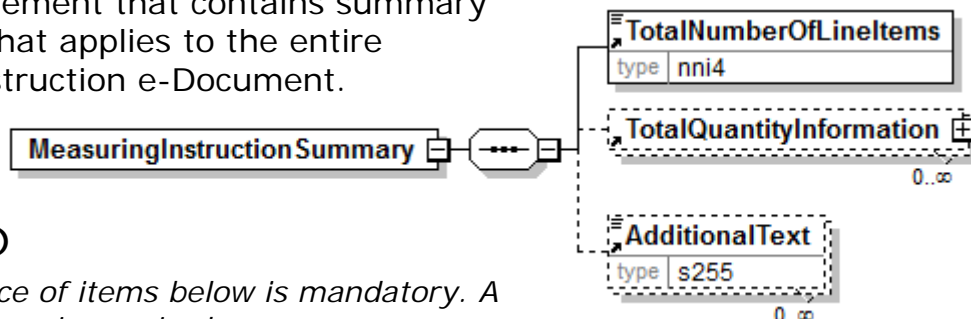 ement that contains summary
hat applies to the entire
struction e-Document.
TotalNumberOfLineItems
type nni4
MeasuringInstructionSummary
TotalQuantityInformation
0..∞
AdditionalText
type s255
0..∞
)
ce of items below is mandatory. A